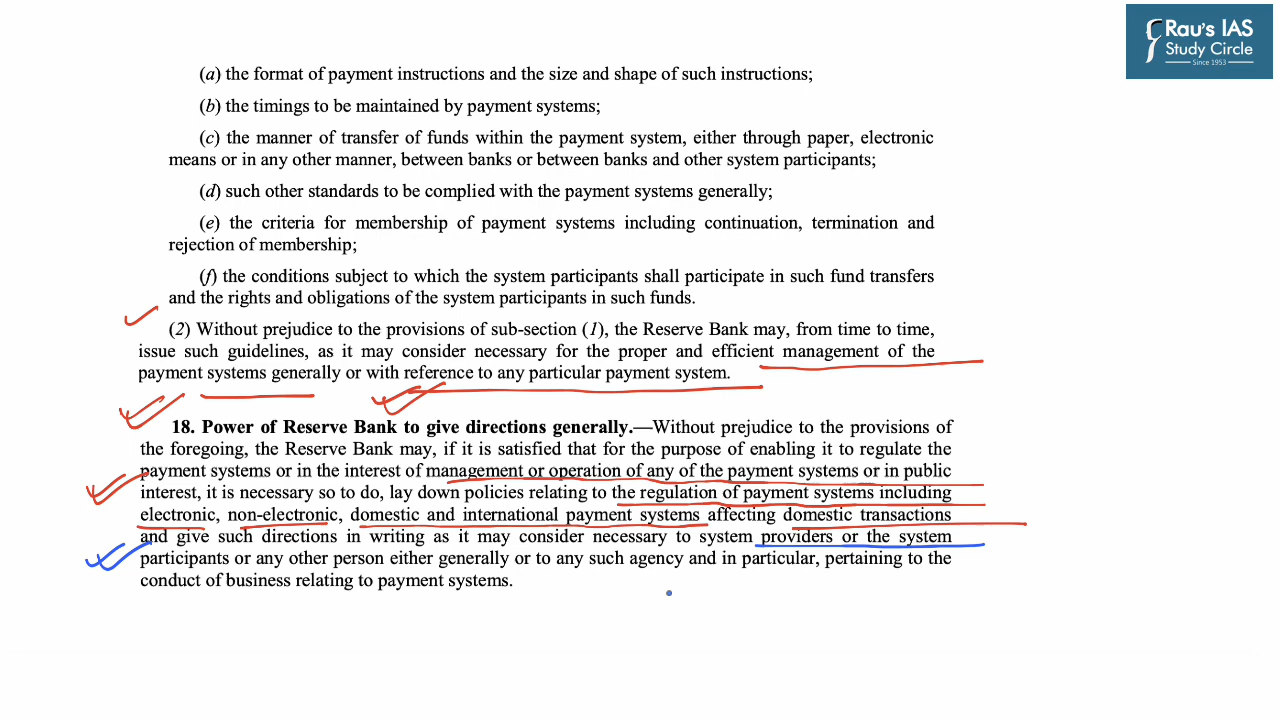 Rau's IAS
Study Circle
Since 1953
(a) the format of payment instructions and the size and shape of such instructions;
(b) the timings to be maintained by payment systems;
(c) the manner of transfer of funds within the payment system, either through paper, electronic
means or in any other manner, between banks or between banks and other system participants;
(d) such other standards to be complied with the payment systems generally;
(e) the criteria for membership of payment systems including continuation, termination and
rejection of membership;
(f) the conditions subject to which the system participants shall participate in such fund transfers
and the rights and obligations of the system participants in such funds.
(2) Without prejudice to the provisions of sub-section (1), the Reserve Bank may, from time to time,
issue such guidelines, as it may consider necessary for the proper and efficient management of the
payment systems generally or with reference to any particular payment system.
18. Power of Reserve Bank to give directions generally.—Without prejudice to the provisions of
the foregoing, the Reserve Bank may, if it is satisfied that for the purpose of enabling it to regulate the
payment systems or in the interest of management or operation of any of the payment systems or in public
interest, it is necessary so to do, lay down policies relating to the regulation of payment systems including
electronic, non-electronic, domestic and international payment systems affecting domestic transactions
and give such directions in writing as it may consider necessary to system providers or the system
participants or any other person either generally or to any such agency and in particular, pertaining to the
conduct of business relating to payment systems.